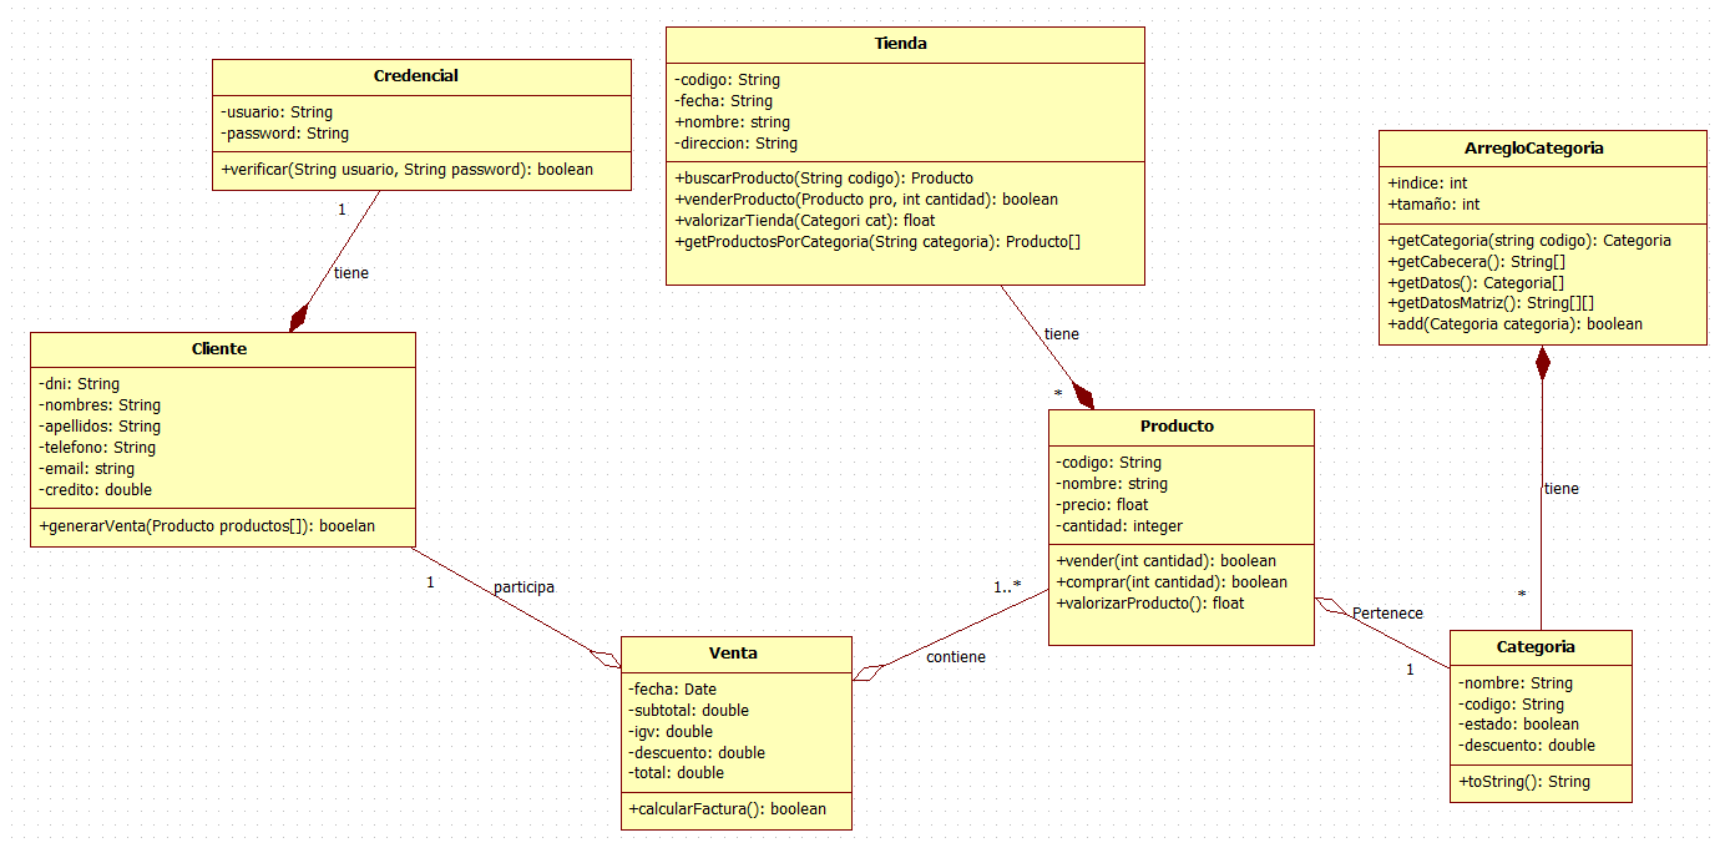 Credencial
-usuario: String
-password: String
+verificar(String usuario, String password): boolean
1
tiene
Cliente
-dni: String
-nombres: String
-apellidos: String
-telefono: String
-email: string
-credito: double
+generarVenta(Producto productos[]): booelan
1
participa
Venta
-fecha: Date
-subtotal: double
-igv: double
-descuento: double
-total: double
+calcularFactura(): boolean
contiene
1..*
Tienda
-codigo: String
-fecha: String
+nombre: string
-direccion: String
+buscarProducto(String codigo): Producto
+venderProducto(Producto pro, int cantidad): boolean
+valorizarTienda(Categori cat): float
+getProductosPorCategoria(String categoria): Producto[]
tiene
*
Producto
-codigo: String
-nombre: string
-precio: float
-cantidad: integer
+vender(int cantidad): boolean
+comprar(int cantidad): boolean
+valorizarProducto(): float
Pertenece
1
ArregloCategoria
+indice: int
+tamaño: int
+getCategoria(string codigo): Categoria
+getCabecera(): String[]
+getDatos(): Categoria[]
+getDatosMatriz(): String[][]
+add(Categoria categoria): boolean
tiene
*
Categoria
-nombre: String
-codigo: String
-estado: boolean
-descuento: double
+toString(): String